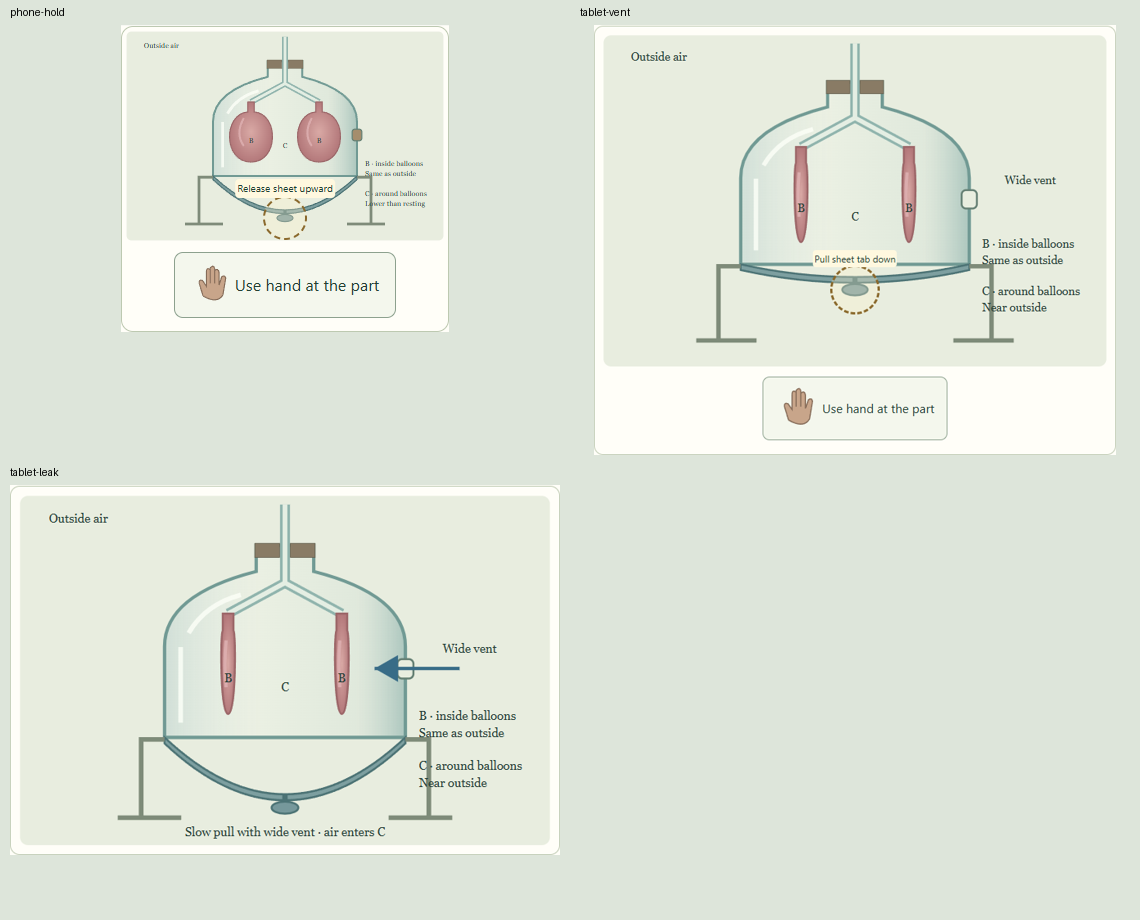 phone-hold
Outside air
B
C
B
B · inside balloons
Same as outside
C · around balloons
Lower than resting
Release sheet upward
Use hand at the part
tablet-vent
Outside air
Wide vent
B
C
B
B · inside balloons
Same as outside
C · around balloons
Near outside
Pull sheet tab down
Use hand at the part
tablet-leak
Outside air
Wide vent
B
C
B
B · inside balloons
Same as outside
C · around balloons
Near outside
Slow pull with wide vent · air enters C